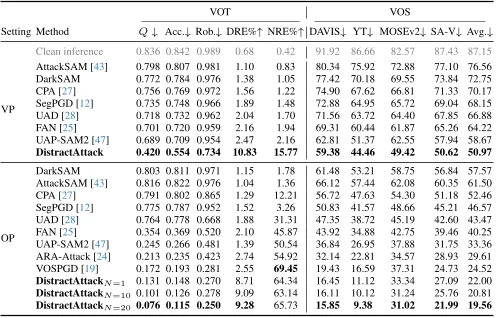 VOT VOS
Setting Method Q ↓ Acc.↓ Rob.↓ DRE%↑ NRE%↑ DAVIS↓ YT↓ MOSEv2↓ SA-V↓ Avg.↓
Clean inference 0.836 0.842 0.989 0.68 0.42 91.92 86.66 82.57 87.43 87.15
AttackSAM [43] 0.798 0.807 0.981 1.10 0.83 80.34 75.92 72.88 77.10 76.56
DarkSAM 0.772 0.784 0.976 1.38 1.05 77.42 70.18 69.55 73.84 72.75
CPA [27] 0.756 0.769 0.972 1.56 1.22 74.90 67.62 66.81 71.33 70.17
SegPGD [12] 0.735 0.748 0.966 1.89 1.48 72.88 64.95 65.72 69.04 68.15
VP UAD [28] 0.718 0.732 0.962 2.04 1.70 71.56 63.72 64.40 67.85 66.88
FAN [25] 0.701 0.720 0.959 2.16 1.94 69.31 60.44 61.87 65.26 64.22
UAP-SAM2 [47] 0.689 0.709 0.954 2.47 2.16 62.81 51.37 62.55 57.94 58.67
DistractAttack 0.420 0.554 0.734 10.83 15.77 59.38 44.46 49.42 50.62 50.97
DarkSAM 0.803 0.811 0.971 1.15 1.78 61.48 53.21 58.75 56.84 57.57
AttackSAM [43] 0.816 0.822 0.976 1.04 1.36 66.12 57.44 62.08 60.35 61.50
CPA [27] 0.791 0.802 0.865 1.29 12.21 56.72 47.63 54.30 51.18 52.46
SegPGD [12] 0.775 0.787 0.952 1.52 3.26 50.83 41.57 48.66 45.21 46.57
UAD [28] 0.764 0.778 0.668 1.88 31.31 47.35 38.72 45.19 42.60 43.47
OP FAN [25] 0.354 0.369 0.520 2.10 45.87 43.92 34.88 42.75 39.46 40.25
UAP-SAM2 [47] 0.245 0.266 0.481 1.39 50.54 36.84 26.95 37.88 31.75 33.36
ARA-Attack [24] 0.213 0.235 0.423 2.74 54.92 32.14 22.81 34.57 28.93 29.61
VOSPGD [19] 0.172 0.193 0.281 2.55 69.45 19.43 16.59 37.31 24.73 24.52
DistractAttackN=1 0.131 0.148 0.270 8.71 64.34 16.45 11.12 33.34 27.09 22.00
DistractAttackN=10 0.101 0.126 0.278 9.09 63.14 16.11 10.12 31.24 25.76 20.81
DistractAttackN=20 0.076 0.115 0.250 9.28 65.73 15.85 9.38 31.02 21.99 19.56